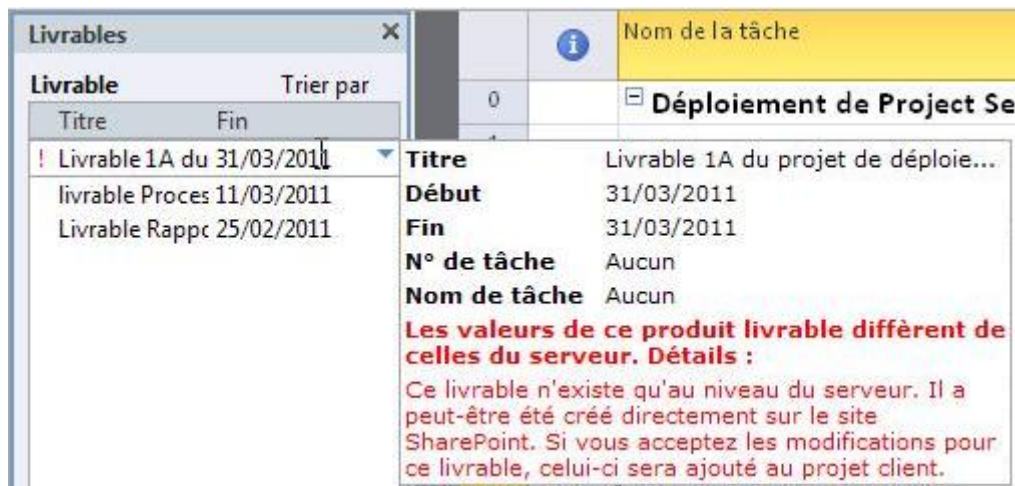 Livrables
Nom de la tâche
Livrable Trier par
Titre Fin
0 Déploiement de Project Se
! Livrable 1A du 31/03/2011
livrable Proces 11/03/2011
Livrable Rappo 25/02/2011
Titre Livrable 1A du projet de déploie...
Début 31/03/2011
Fin 31/03/2011
N° de tâche Aucun
Nom de tâche Aucun
Les valeurs de ce produit livrable diffèrent de
celles du serveur. Détails :
Ce livrable n'existe qu'au niveau du serveur. Il a
peut-être été créé directement sur le site
SharePoint. Si vous acceptez les modifications pour
ce livrable, celui-ci sera ajouté au projet client.